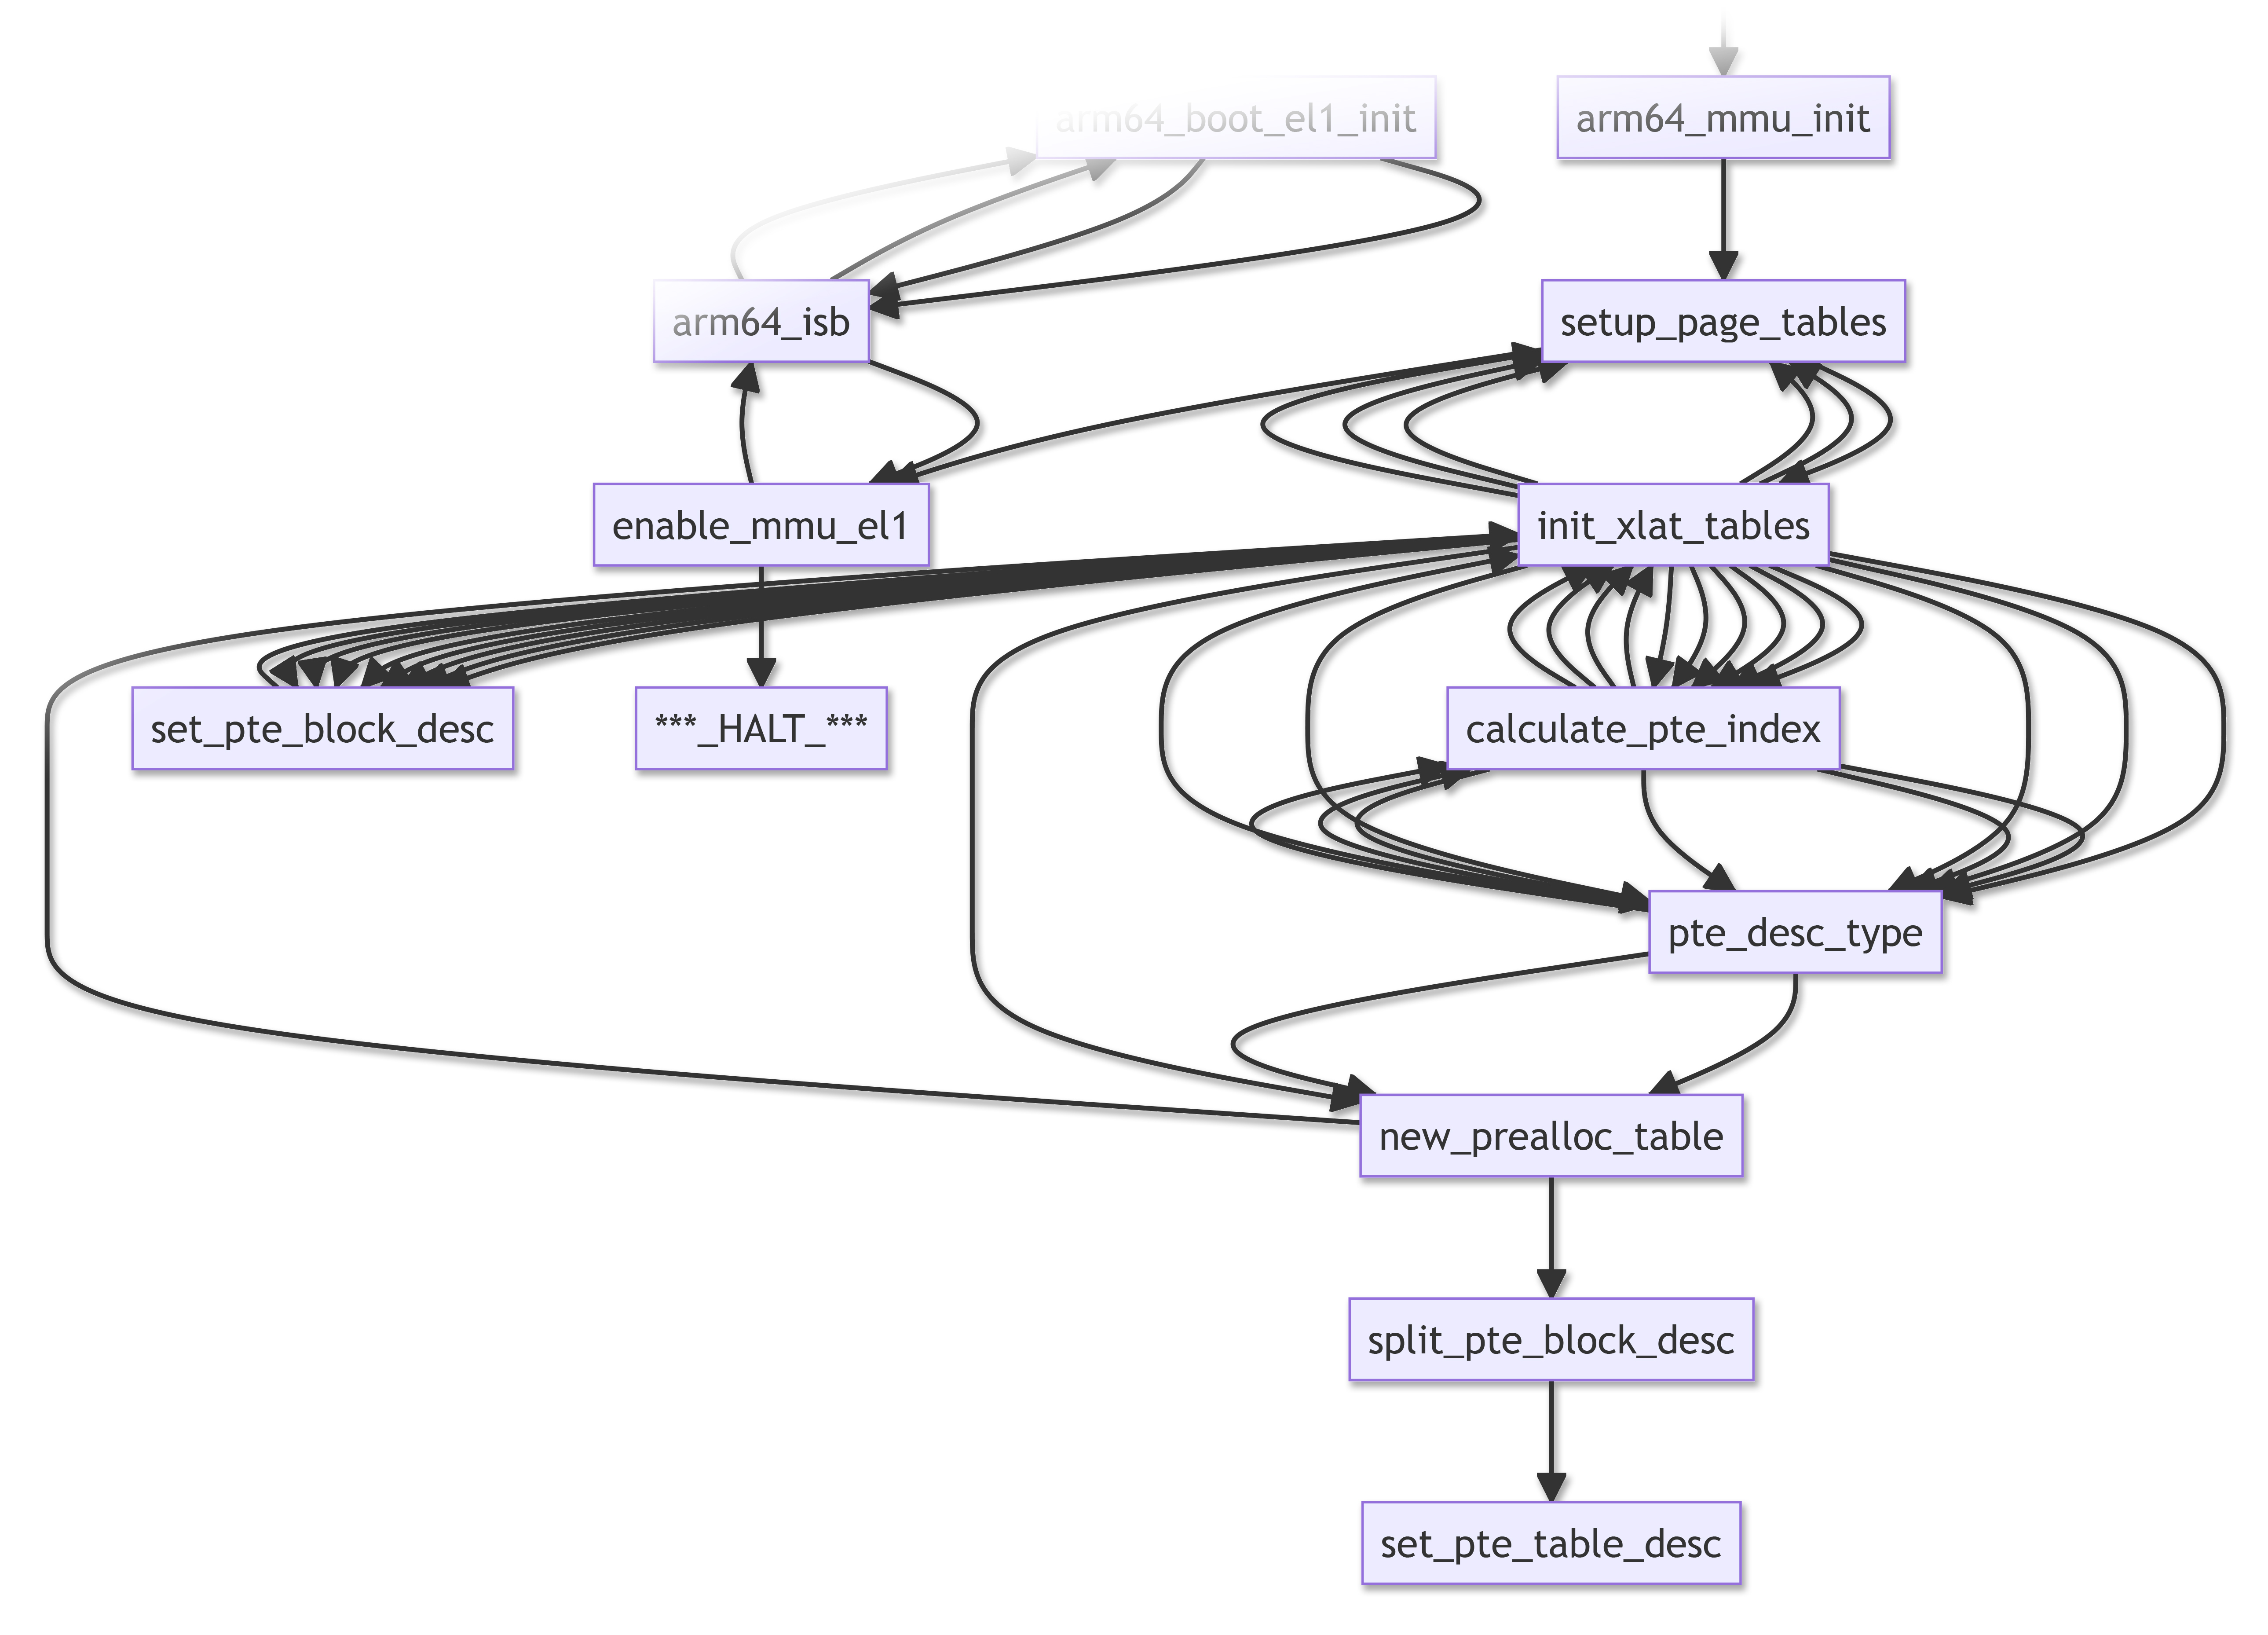 arm64_boot_el1_init
arm64_mmu_init
arm64_isb
setup_page_tables
enable_mmu_el1
init_xlat_tables
set_pte_block_desc
***_HALT_***
calculate_pte_index
pte_desc_type
new_prealloc_table
split_pte_block_desc
set_pte_table_desc